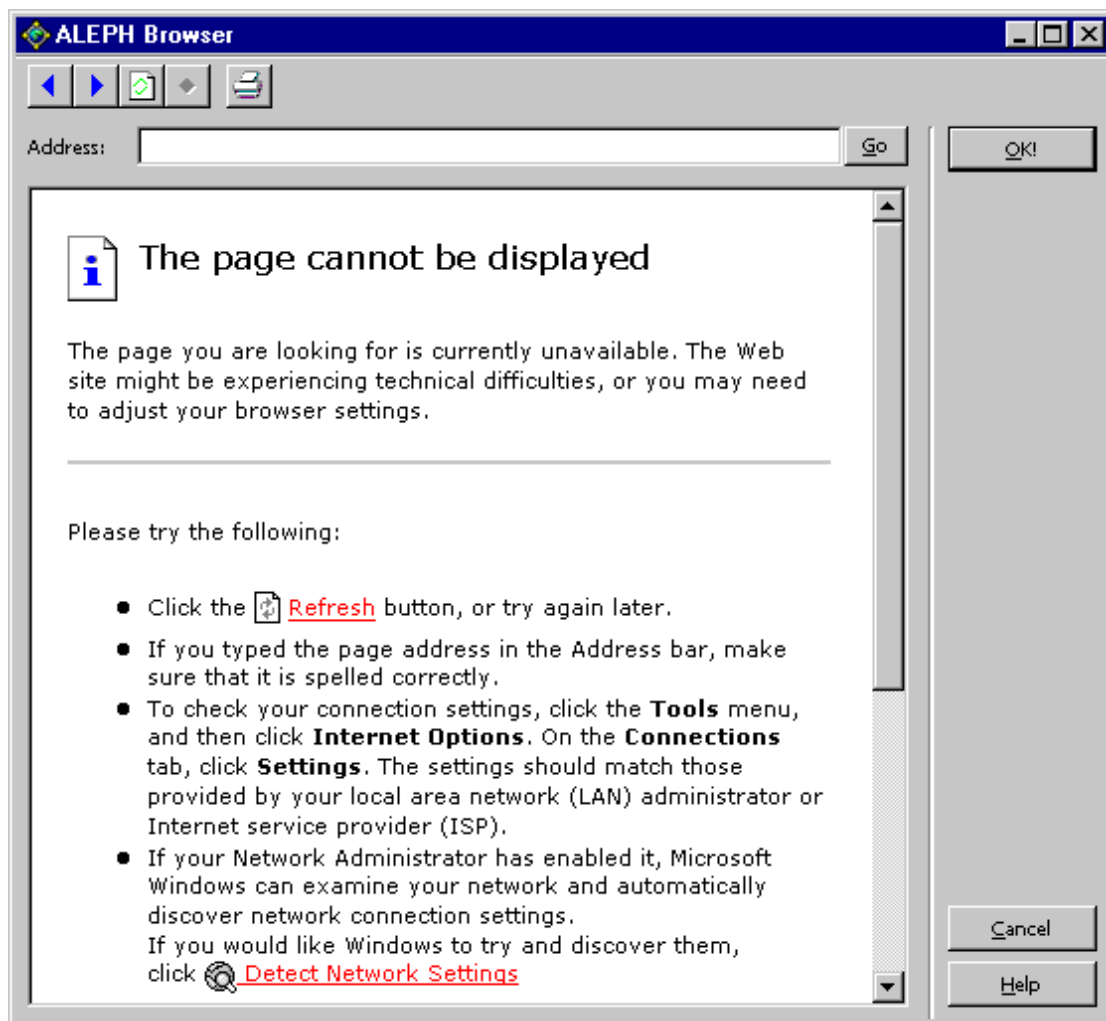 ALEPH Browser
Address:
Go
OK!
The page cannot be displayed
The page you are looking for is currently unavailable. The Web
site might be experiencing technical difficulties, or you may need
to adjust your browser settings.
Please try the following:
Click the Refresh button, or try again later.
If you typed the page address in the Address bar, make
sure that it is spelled correctly.
To check your connection settings, click the Tools menu,
and then click Internet Options. On the Connections
tab, click Settings. The settings should match those
provided by your local area network (LAN) administrator or
Internet service provider (ISP).
If your Network Administrator has enabled it, Microsoft
Windows can examine your network and automatically
discover network connection settings.
If you would like Windows to try and discover them,
click Detect Network Settings
Cancel
Help